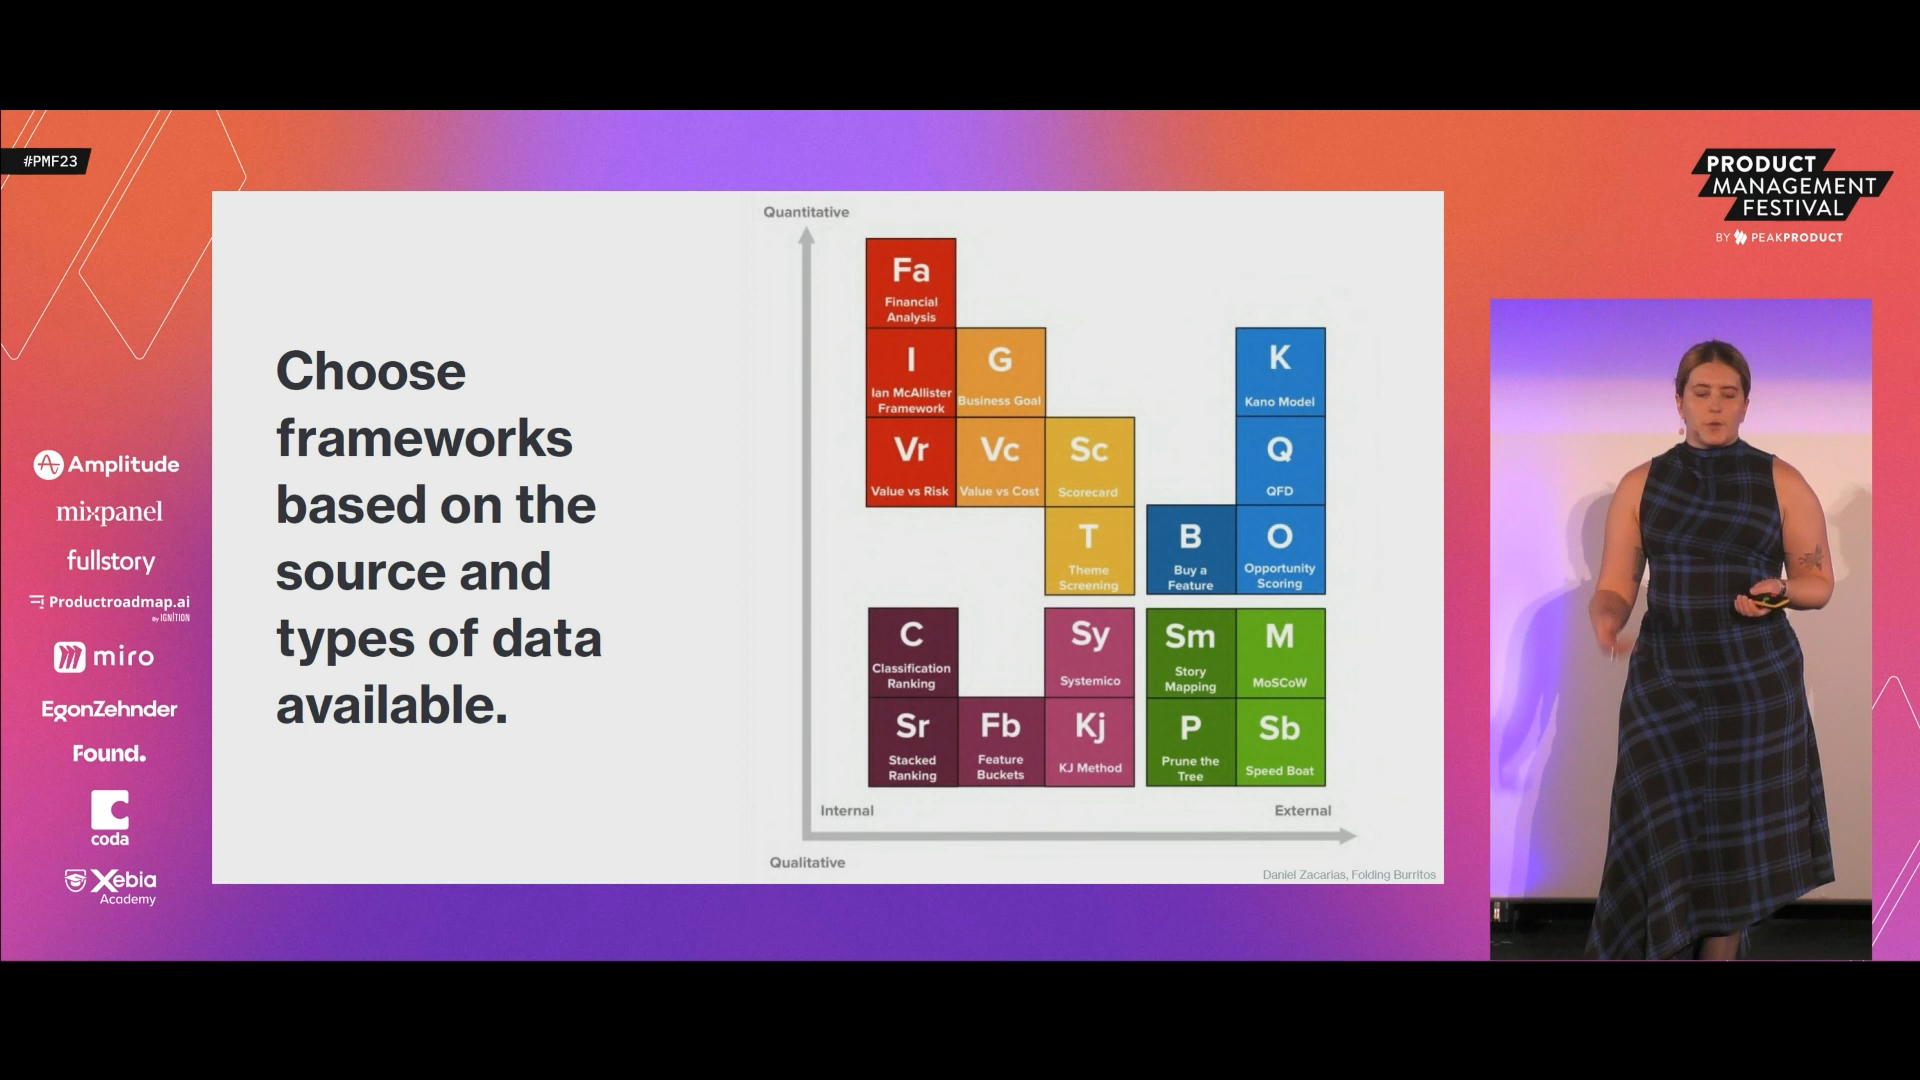 #PMF23
PRODUCT
MANAGEMENT
FESTIVAL
BY PEAKPRODUCT
Amplitude
mixpanel
fullstory
Productroadmap.ai
by IGNITION
miro
EgonZehnder
Found.
coda
Xebia
Academy
Choose
frameworks
based on the
source and
types of data
available.
Quantitative
Fa
Financial
Analysis
I
Ian McAllister
Framework
G
Business Goal
K
Kano Model
Vr
Value vs Risk
Vc
Value vs Cost
Sc
Scorecard
Q
QFD
T
Theme
Screening
B
Buy a
Feature
O
Opportunity
Scoring
C
Classification
Ranking
Sy
Systemico
Sm
Story
Mapping
M
MoSCoW
Sr
Stacked
Ranking
Fb
Feature
Buckets
Kj
KJ Method
P
Prune the
Tree
Sb
Speed Boat
Internal
External
Qualitative
Daniel Zacarias, Folding Burritos